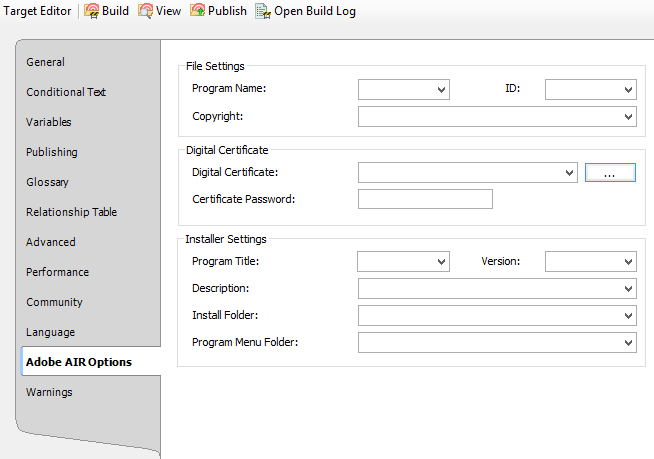 Target Editor Build View Publish Open Build Log
General
Conditional Text
Variables
Publishing
Glossary
Relationship Table
Advanced
Performance
Community
Language
Adobe AIR Options
Warnings
File Settings
Program Name: ID:
Copyright:
Digital Certificate
Digital Certificate: ...
Certificate Password:
Installer Settings
Program Title: Version:
Description:
Install Folder:
Program Menu Folder: